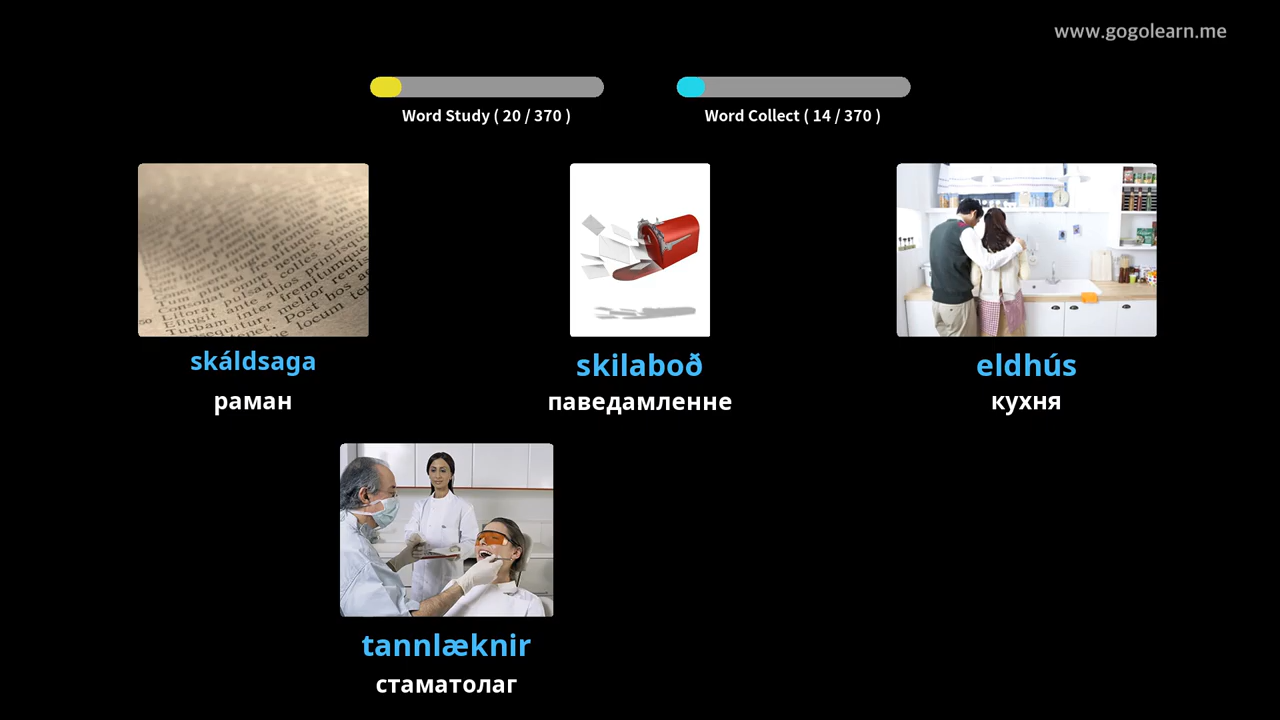 www.gogolearn.me
Word Study ( 20 / 370 )
Word Collect ( 14 / 370 )
skáldsaga
раман
skilaboð
паведамленне
eldhús
кухня
tannlæknir
стаматолаг